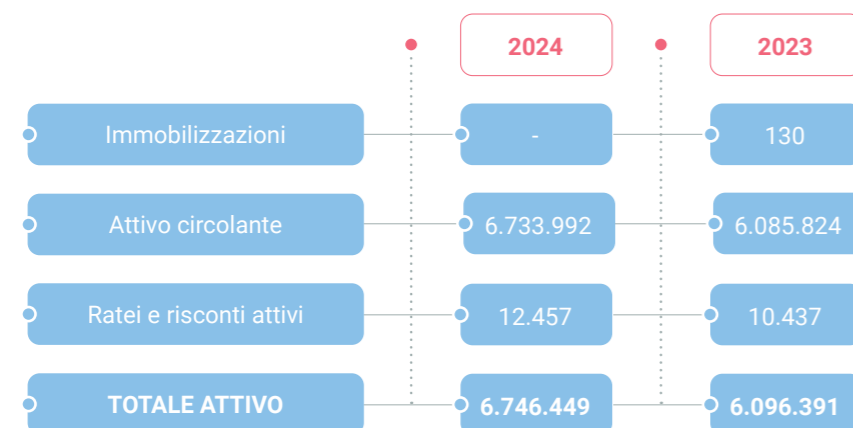 2024 2023
Immobilizzazioni - 130
Attivo circolante 6.733.992 6.085.824
Ratei e risconti attivi 12.457 10.437
TOTALE ATTIVO 6.746.449 6.096.391